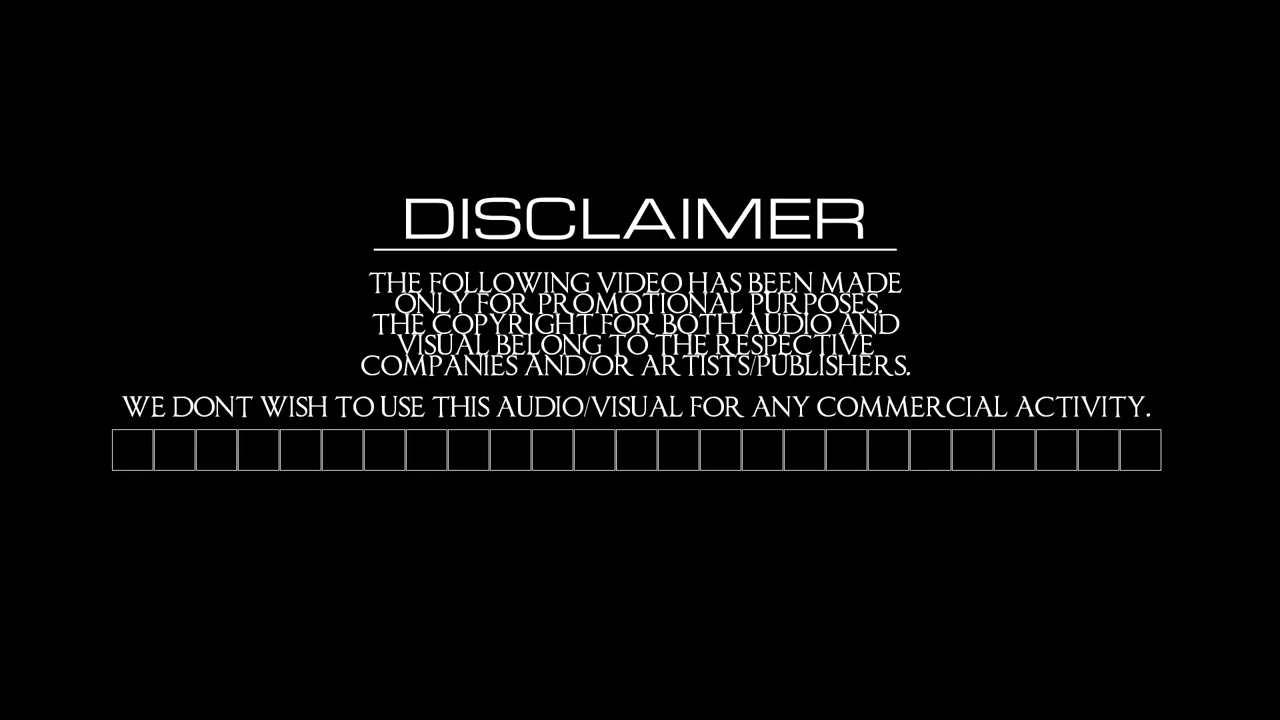 DISCLAIMER
THE FOLLOWING VIDEO HAS BEEN MADE
ONLY FOR PROMOTIONAL PURPOSES.
THE COPYRIGHT FOR BOTH AUDIO AND
VISUAL BELONG TO THE RESPECTIVE
COMPANIES AND/OR ARTISTS/PUBLISHERS.
WE DONT WISH TO USE THIS AUDIO/VISUAL FOR ANY COMMERCIAL ACTIVITY.